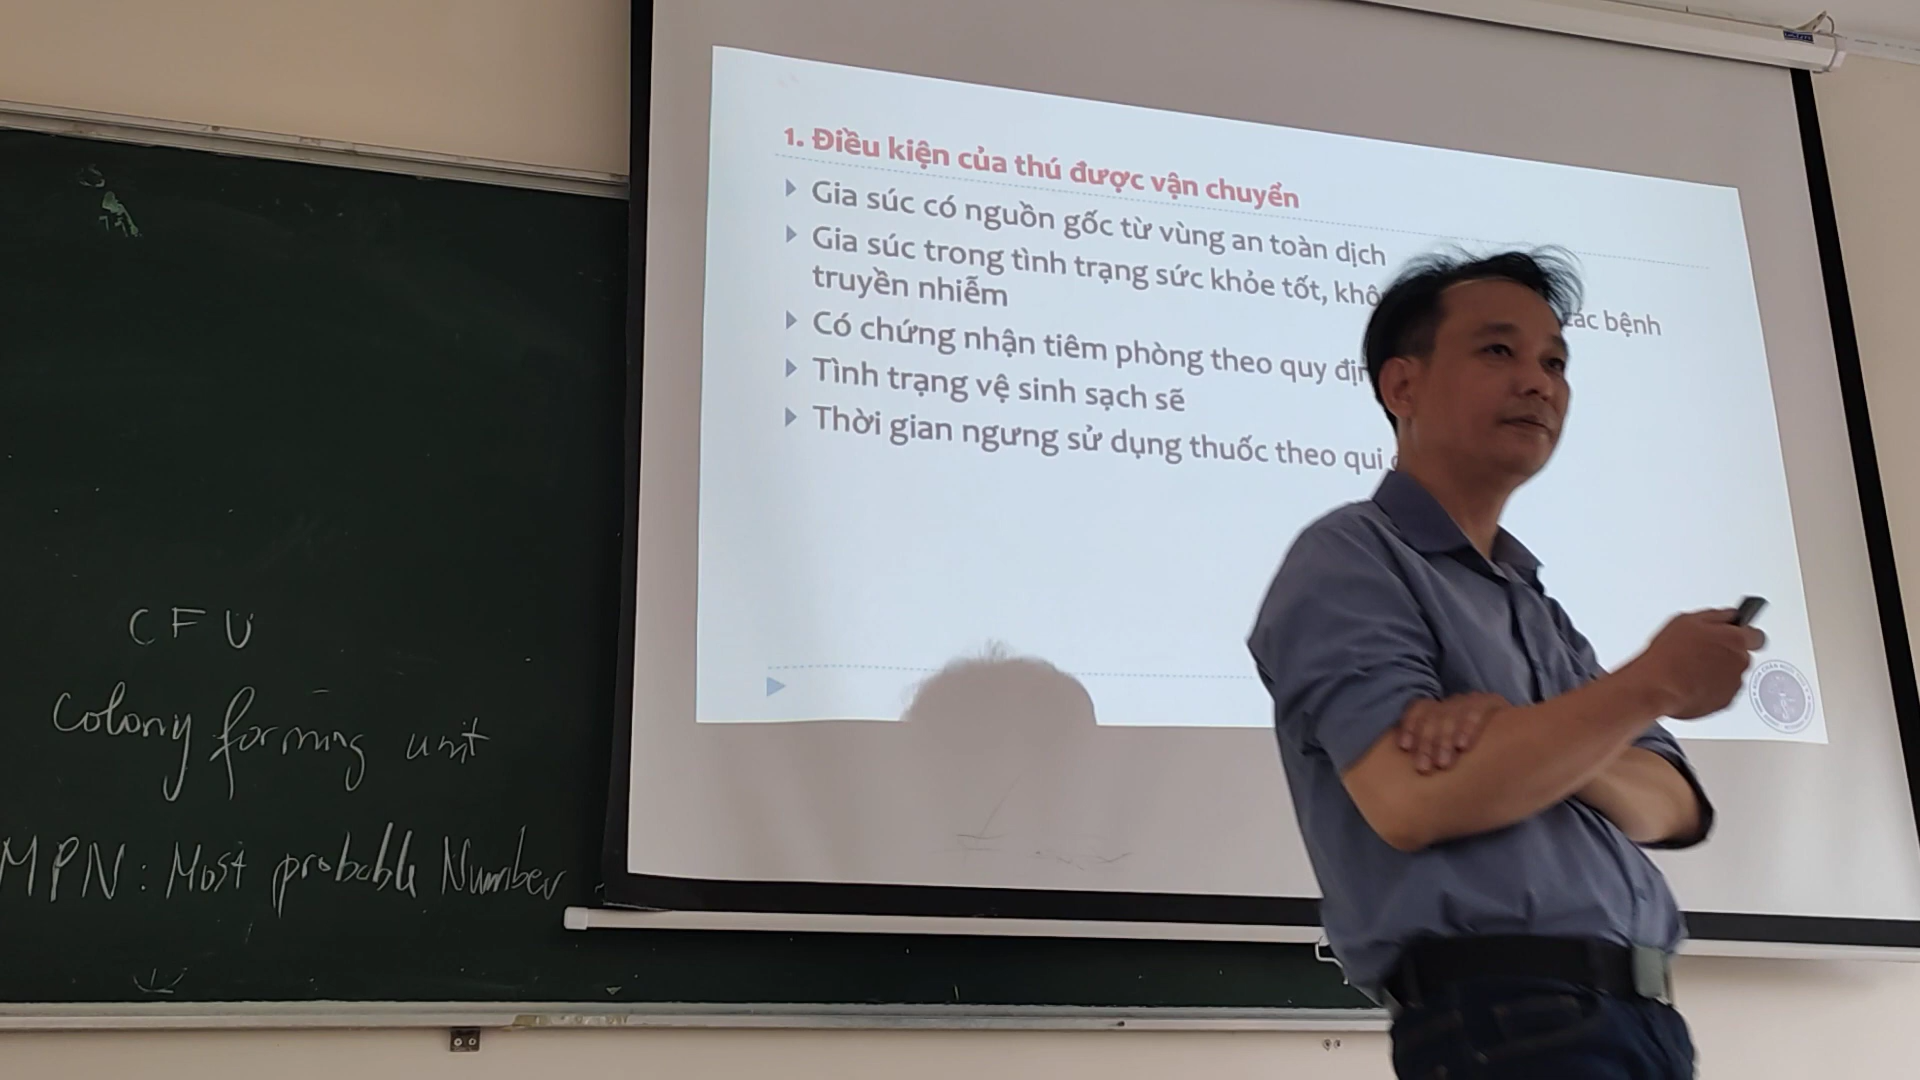 1. Điều kiện của thú được vận chuyển
Gia súc có nguồn gốc từ vùng an toàn dịch
Gia súc trong tình trạng sức khỏe tốt, bệnh
truyền nhiễm
Có chứng nhận tiêm phòng theo quy
Tình trạng vệ sinh sạch sẽ
Thời gian ngưng sử dụng thuốc theo qui
CFU
Colony forming unit
MPN: Most probable Number